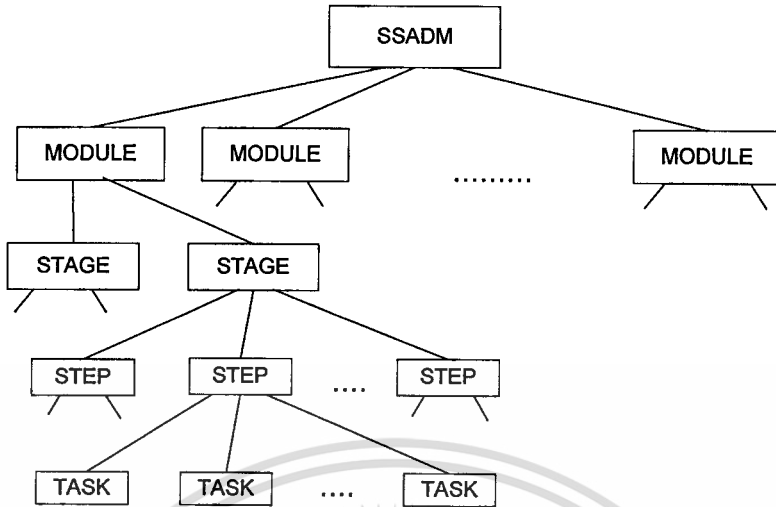 SSADM
MODULE MODULE ......... MODULE
STAGE STAGE
STEP STEP .... STEP
TASK TASK .... TASK